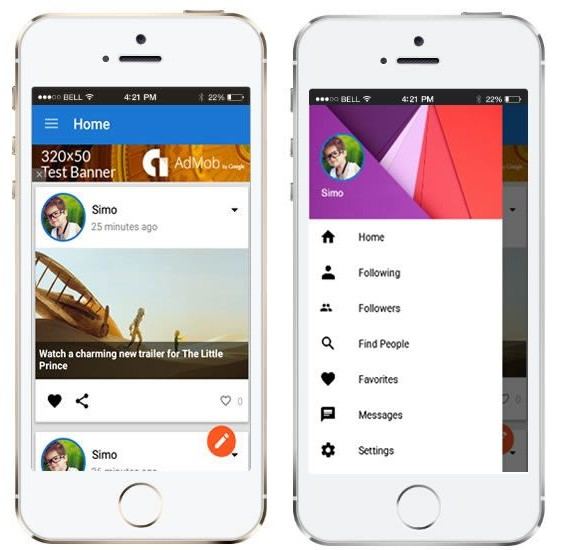 BELL 4:21 PM 22%
Home
320x50
Test Banner
AdMob by Google
Simo
25 minutes ago
Watch a charming new trailer for The Little
Prince
0
Simo
BELL 4:21 PM 22%
Simo
Home
Following
Followers
Find People
Favorites
Messages
Settings
0